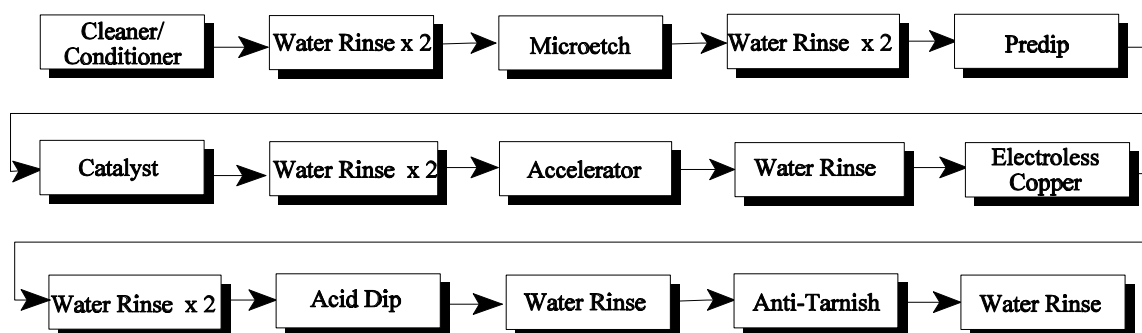 Cleaner/
Conditioner
Water Rinse x 2
Microetch
Water Rinse x 2
Predip
Catalyst
Water Rinse x 2
Accelerator
Water Rinse
Electroless
Copper
Water Rinse x 2
Acid Dip
Water Rinse
Anti-Tarnish
Water Rinse